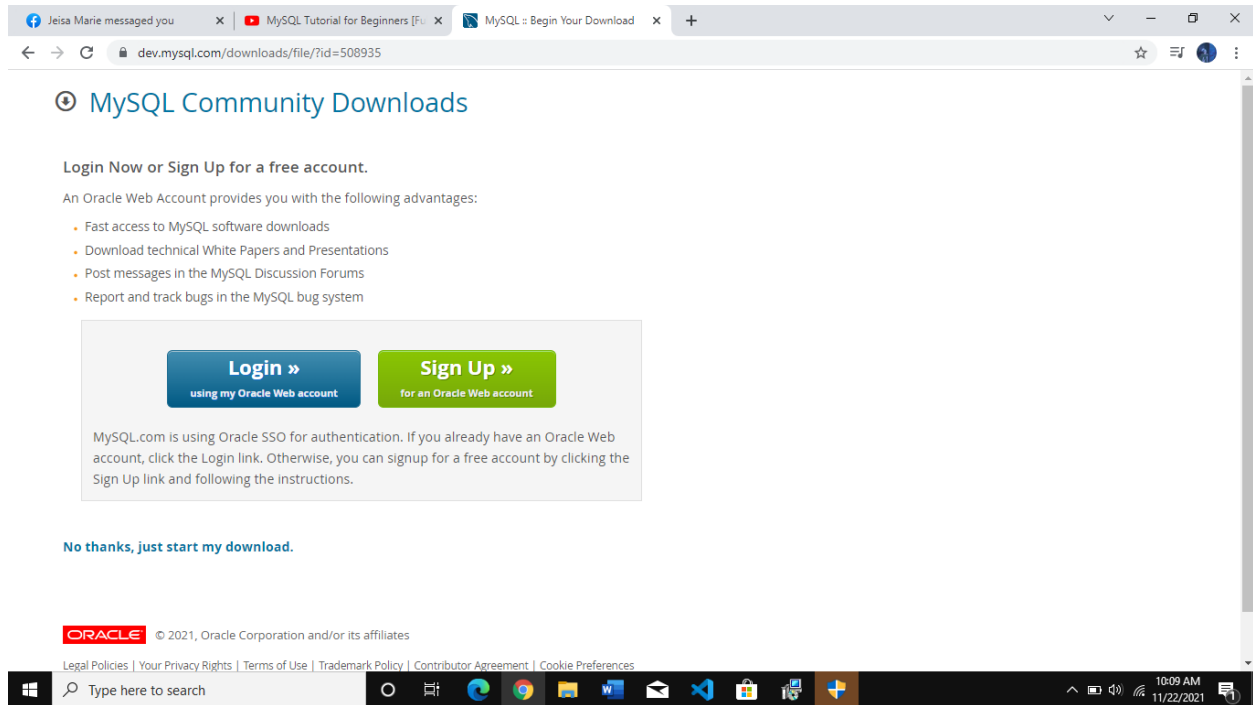 Jeisa Marie messaged you
MySQL Tutorial for Beginners [Fu
MySQL :: Begin Your Download
dev.mysql.com/downloads/file/?id=508935
MySQL Community Downloads
Login Now or Sign Up for a free account.
An Oracle Web Account provides you with the following advantages:
Fast access to MySQL software downloads
Download technical White Papers and Presentations
Post messages in the MySQL Discussion Forums
Report and track bugs in the MySQL bug system
Login »
using my Oracle Web account
Sign Up »
for an Oracle Web account
MySQL.com is using Oracle SSO for authentication. If you already have an Oracle Web
account, click the Login link. Otherwise, you can signup for a free account by clicking the
Sign Up link and following the instructions.
No thanks, just start my download.
ORACLE © 2021, Oracle Corporation and/or its affiliates
Legal Policies | Your Privacy Rights | Terms of Use | Trademark Policy | Contributor Agreement | Cookie Preferences
Type here to search
10:09 AM
11/22/2021